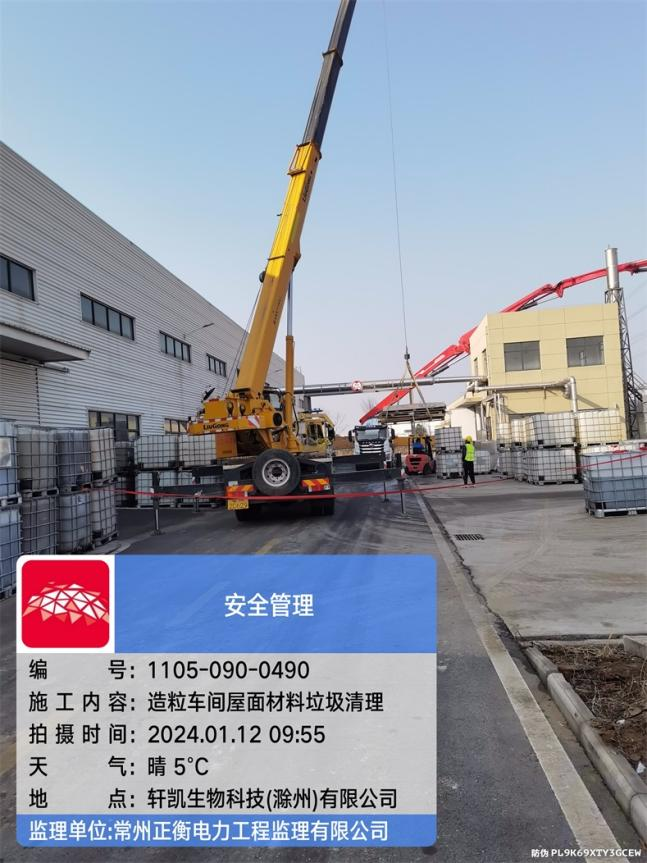 LIUGONG
安全管理
编 号：1105-090-0490
施工内容：造粒车间屋面材料垃圾清理
拍摄时间：2024.01.12 09:55
天 气：晴 5°C
地 点：轩凯生物科技(滁州)有限公司
监理单位:常州正衡电力工程监理有限公司
防伪 PL9K69XTY3GCEW